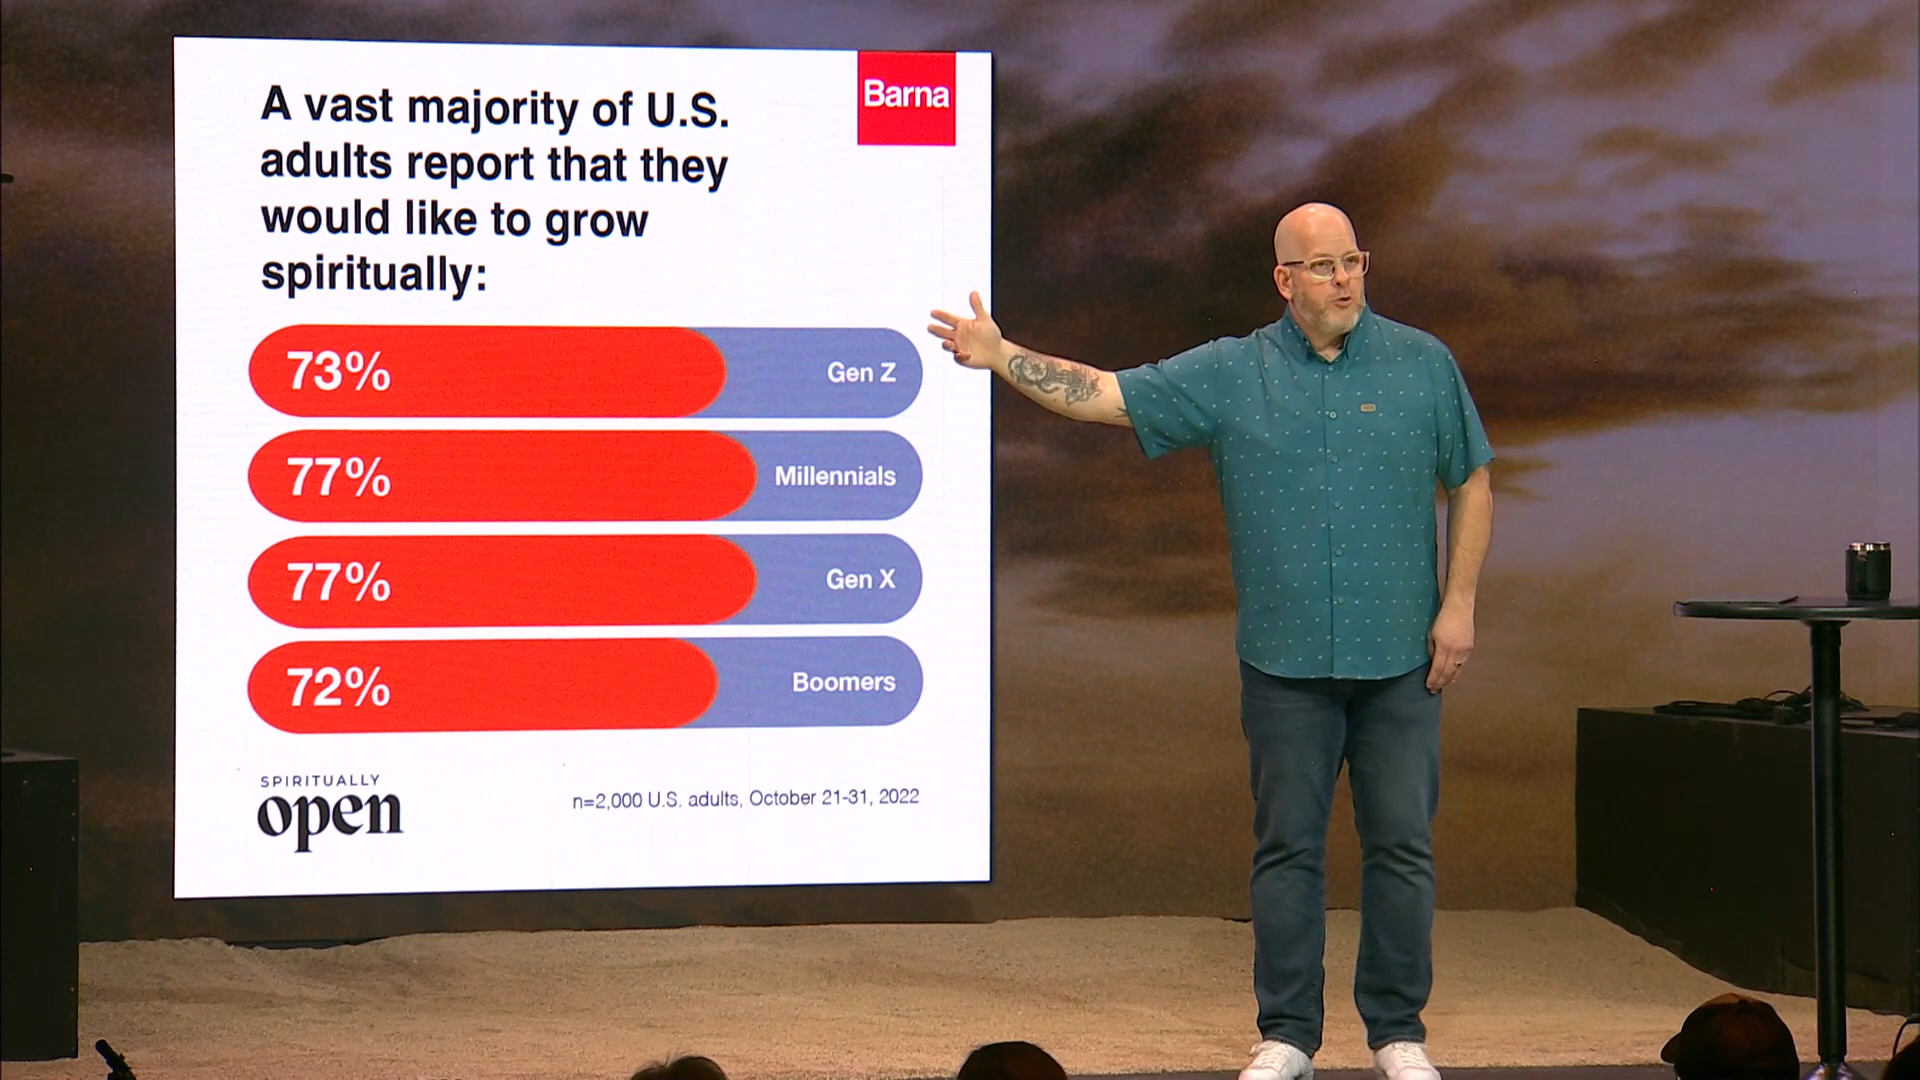 A vast majority of U.S.
adults report that they
would like to grow
spiritually:
Barna
73% Gen Z
77% Millennials
77% Gen X
72% Boomers
SPIRITUALLY
open
n=2,000 U.S. adults, October 21-31, 2022